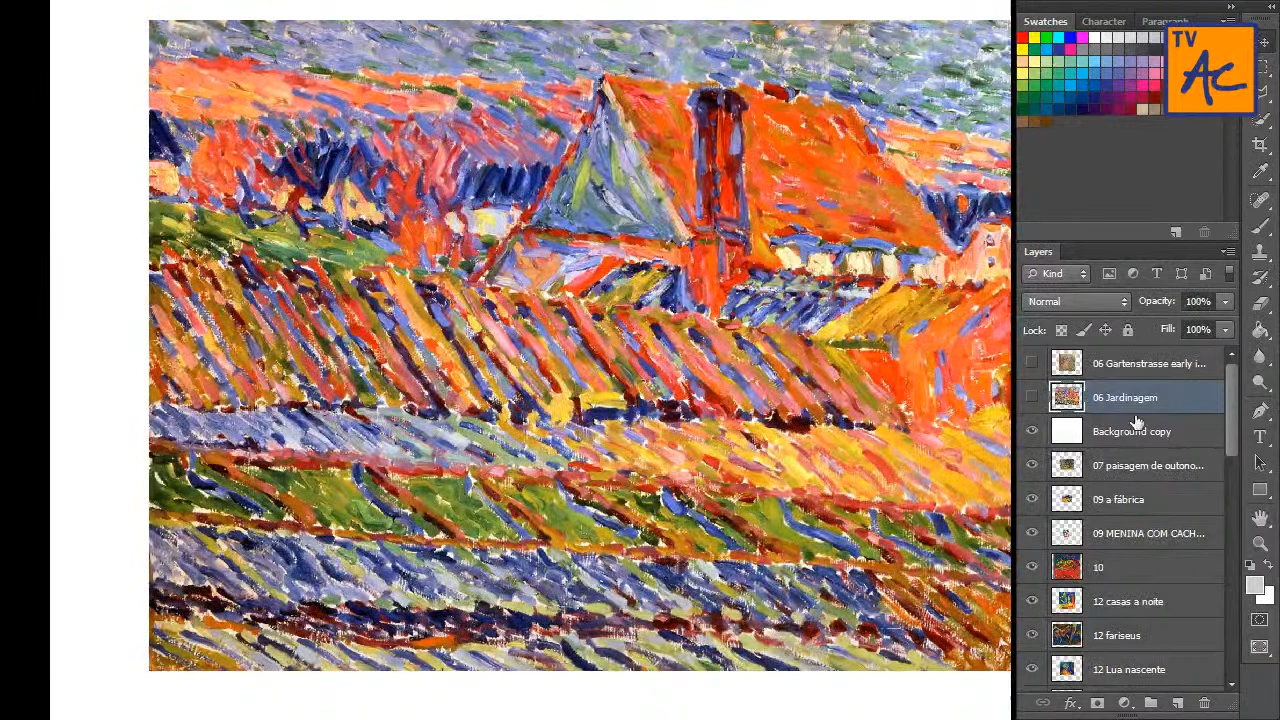 Swatches Character Paragraph
TV
AC
Layers
Kind
Normal Opacity: 100%
Lock: Fill: 100%
06 Gartenstrasse early i...
06 Jardinagem
Background copy
07 paisagem de outono...
09 a fábrica
09 MENINA COM CACH...
10
12 casas a noite
12 fariseus
12 Lua nascente